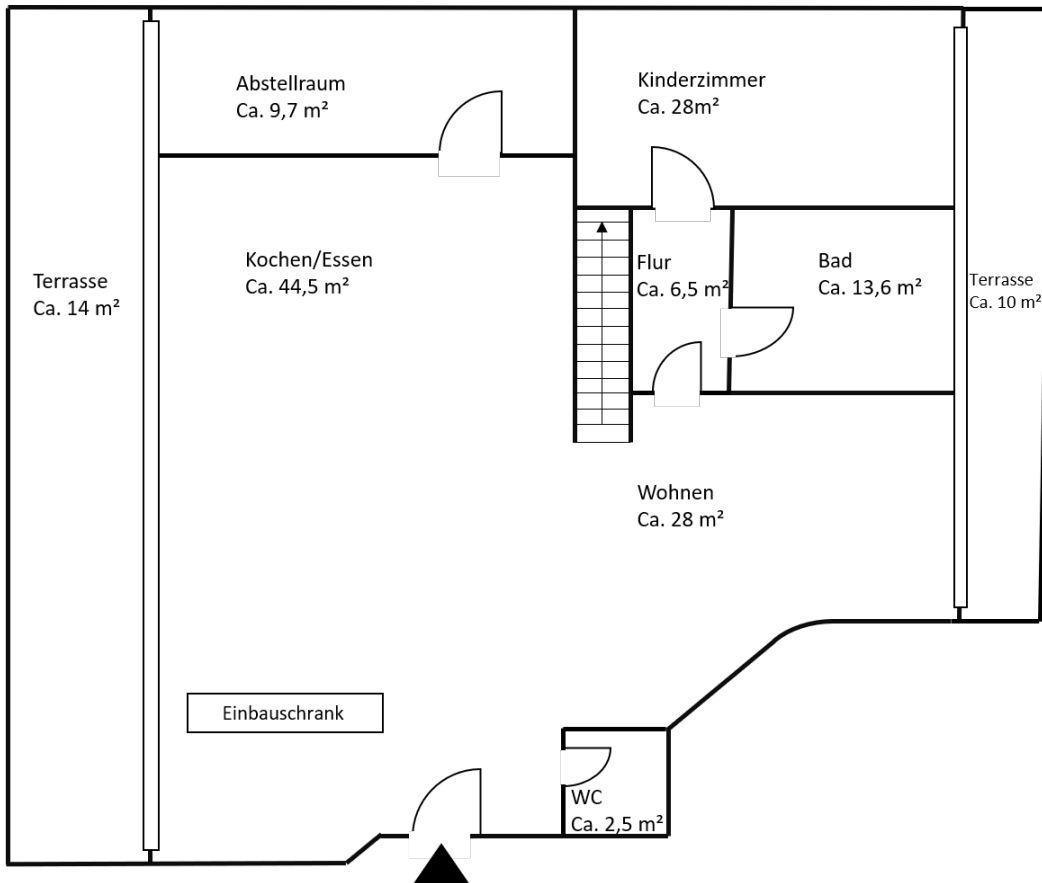 Abstellraum
Ca. 9,7 m²
Kinderzimmer
Ca. 28m²
Terrasse
Ca. 14 m²
Kochen/Essen
Ca. 44,5 m²
Flur
Ca. 6,5 m²
Bad
Ca. 13,6 m²
Terrasse
Ca. 10 m²
Wohnen
Ca. 28 m²
Einbauschrank
WC
Ca. 2,5 m²